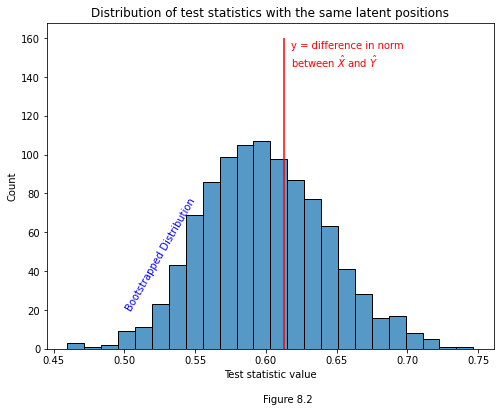 Distribution of test statistics with the same latent positions
160
140
120
100
80
60
40
20
0
Count
y = difference in norm
between X̂ and Ŷ
Bootstrapped Distribution
0.45 0.50 0.55 0.60 0.65 0.70 0.75
Test statistic value
Figure 8.2